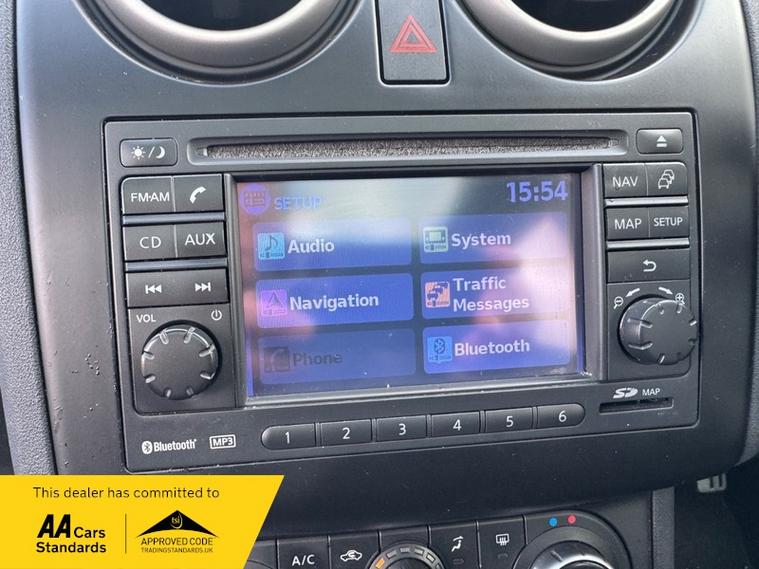 FM·AM
NAV
CD
AUX
MAP
SETUP
VOL
SETUP
15:54
Audio
System
Navigation
Traffic
Messages
Phone
Bluetooth
SD MAP
Bluetooth
MP3
1 2 3 4 5 6
A/C
This dealer has committed to
AA Cars
Standards
tsi
APPROVED CODE
TRADINGSTANDARDS.UK